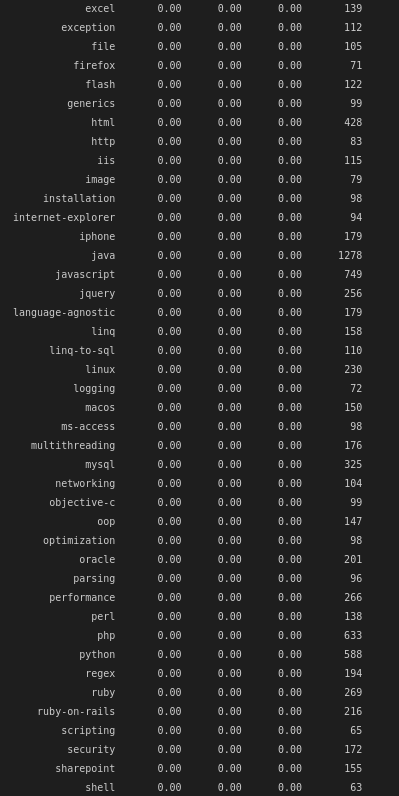 excel 0.00 0.00 0.00 139
exception 0.00 0.00 0.00 112
file 0.00 0.00 0.00 105
firefox 0.00 0.00 0.00 71
flash 0.00 0.00 0.00 122
generics 0.00 0.00 0.00 99
html 0.00 0.00 0.00 428
http 0.00 0.00 0.00 83
iis 0.00 0.00 0.00 115
image 0.00 0.00 0.00 79
installation 0.00 0.00 0.00 98
internet-explorer 0.00 0.00 0.00 94
iphone 0.00 0.00 0.00 179
java 0.00 0.00 0.00 1278
javascript 0.00 0.00 0.00 749
jquery 0.00 0.00 0.00 256
language-agnostic 0.00 0.00 0.00 179
linq 0.00 0.00 0.00 158
linq-to-sql 0.00 0.00 0.00 110
linux 0.00 0.00 0.00 230
logging 0.00 0.00 0.00 72
macos 0.00 0.00 0.00 150
ms-access 0.00 0.00 0.00 98
multithreading 0.00 0.00 0.00 176
mysql 0.00 0.00 0.00 325
networking 0.00 0.00 0.00 104
objective-c 0.00 0.00 0.00 99
oop 0.00 0.00 0.00 147
optimization 0.00 0.00 0.00 98
oracle 0.00 0.00 0.00 201
parsing 0.00 0.00 0.00 96
performance 0.00 0.00 0.00 266
perl 0.00 0.00 0.00 138
php 0.00 0.00 0.00 633
python 0.00 0.00 0.00 588
regex 0.00 0.00 0.00 194
ruby 0.00 0.00 0.00 269
ruby-on-rails 0.00 0.00 0.00 216
scripting 0.00 0.00 0.00 65
security 0.00 0.00 0.00 172
sharepoint 0.00 0.00 0.00 155
shell 0.00 0.00 0.00 63